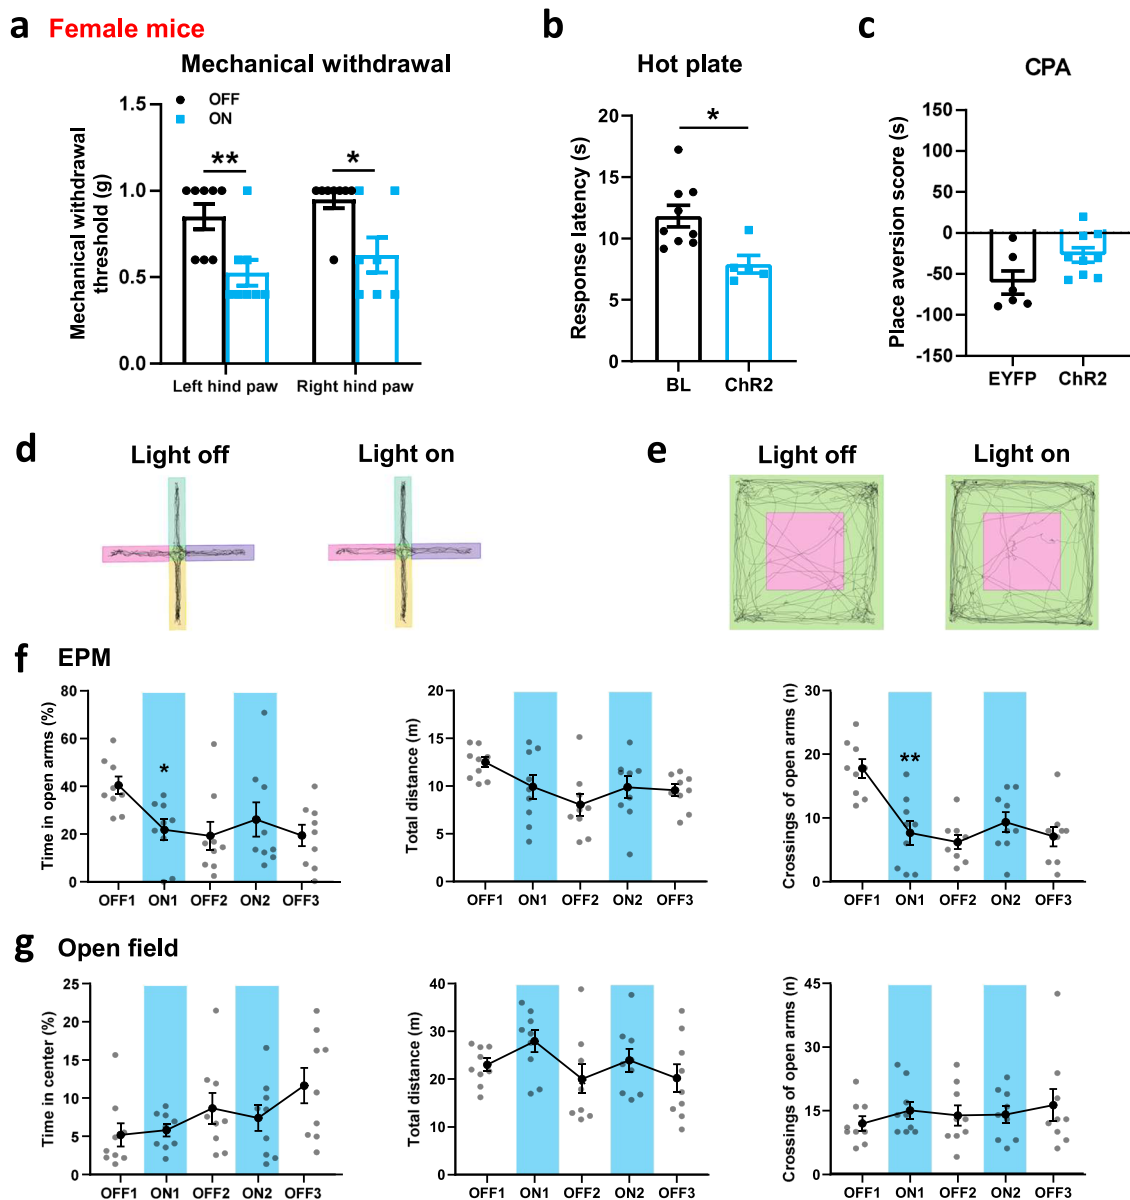 a Female mice
Mechanical withdrawal
OFF
ON
Mechanical withdrawal
threshold (g)
1.5
1.0
0.5
0.0
**
*
Left hind paw
Right hind paw
b
Hot plate
Response latency (s)
20
15
10
5
0
*
BL
ChR2
c
CPA
Place aversion score (s)
150
100
50
0
-50
-100
-150
EYFP
ChR2
d
Light off
Light on
e
Light off
Light on
f EPM
Time in open arms (%)
80
60
40
20
0
*
OFF1 ON1 OFF2 ON2 OFF3
Total distance (m)
20
15
10
5
0
OFF1 ON1 OFF2 ON2 OFF3
Crossings of open arms (n)
30
20
10
0
**
OFF1 ON1 OFF2 ON2 OFF3
g Open field
Time in center (%)
25
20
15
10
5
0
OFF1 ON1 OFF2 ON2 OFF3
Total distance (m)
40
30
20
10
0
OFF1 ON1 OFF2 ON2 OFF3
Crossings of open arms (n)
45
30
15
0
OFF1 ON1 OFF2 ON2 OFF3